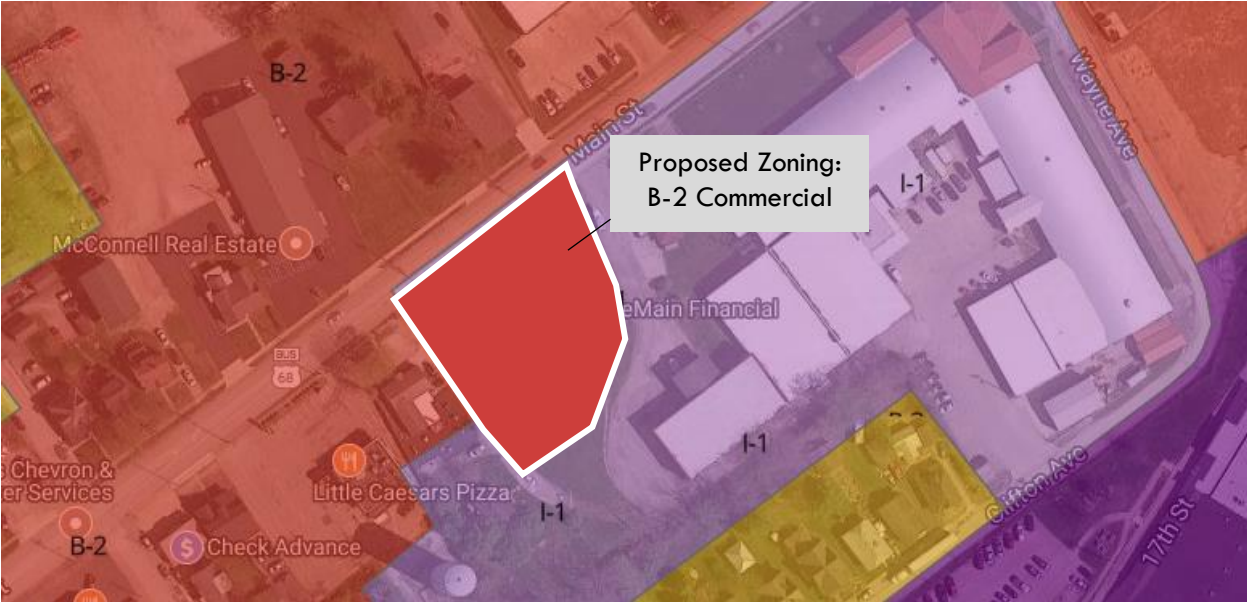 B-2
Main St
Wayne Ave
Proposed Zoning:
B-2 Commercial
I-1
McConnell Real Estate
eMain Financial
BUS
68
I-1
Chevron &
er Services
Little Caesars Pizza
I-1
B-2
Check Advance
Clifton Ave
17th St